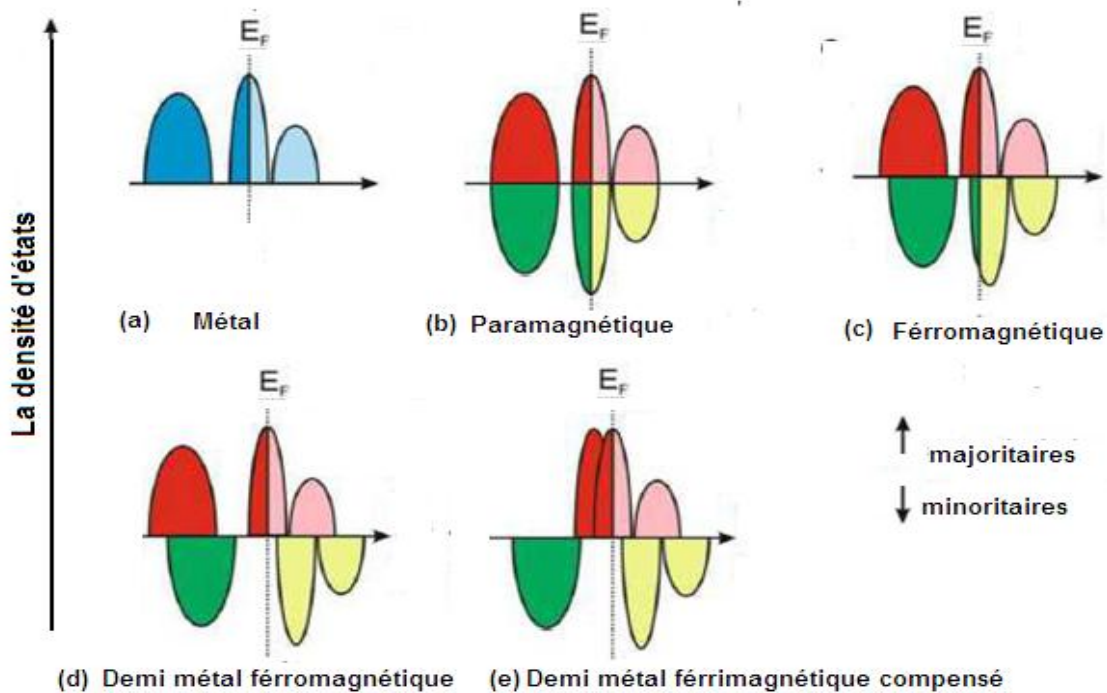 La densité d'états
E_F
E_F
E_F
(a) Métal
(b) Paramagnétique
(c) Férromagnétique
E_F
E_F
↑ majoritaires
↓ minoritaires
(d) Demi métal férromagnétique
(e) Demi métal férrimagnétique compensé